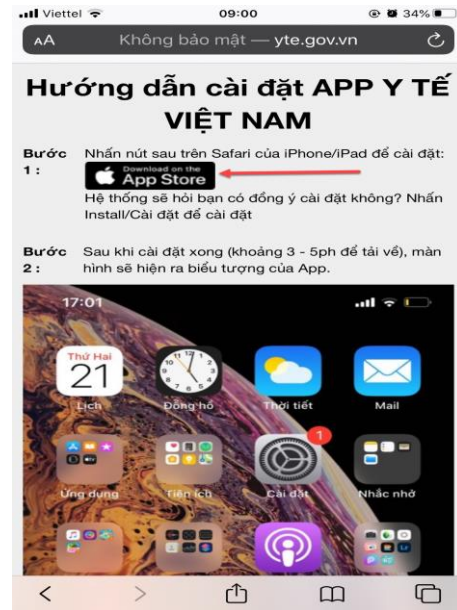 Viettel 09:00 34%
AA Không bảo mật — yte.gov.vn
Hướng dẫn cài đặt APP Y TẾ
VIỆT NAM
Bước Nhấn nút sau trên Safari của iPhone/iPad để cài đặt:
1 :
Download on the
App Store
Hệ thống sẽ hỏi bạn có đồng ý cài đặt không? Nhấn
Install/Cài đặt để cài đặt
Bước Sau khi cài đặt xong (khoảng 3 - 5ph để tải về), màn
2 : hình sẽ hiện ra biểu tượng của App.
17:01
Thứ Hai
21
Lịch Đồng hồ Thời tiết Mail
1
Ứng dụng Tiện ích Cài đặt Nhắc nhở